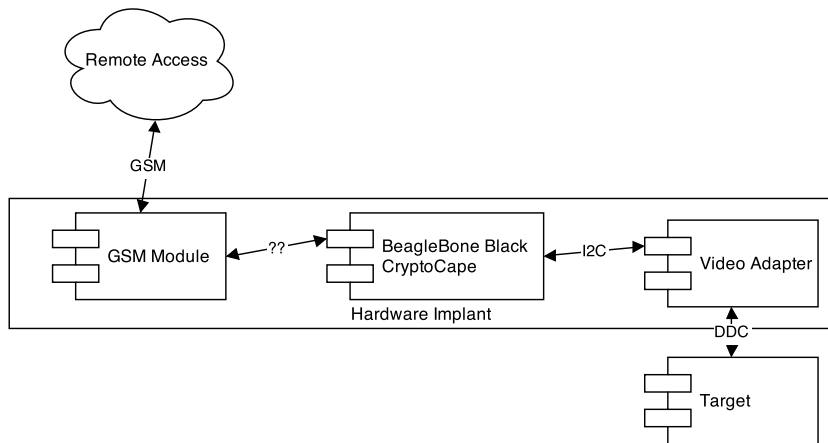 Remote Access
GSM
GSM Module
??
BeagleBone Black
CryptoCape
I2C
Video Adapter
Hardware Implant
DDC
Target